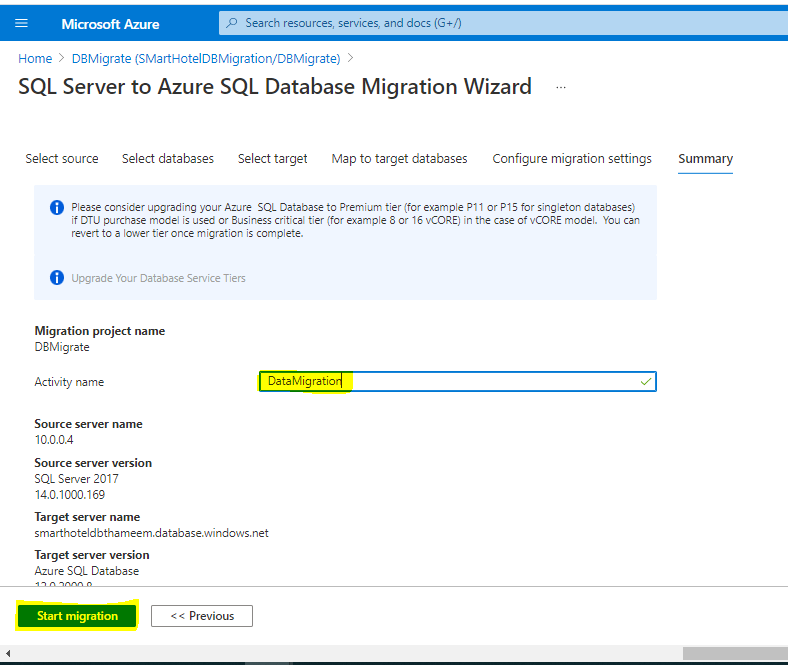 Microsoft Azure
Search resources, services, and docs (G+/)
Home > DBMigrate (SMartHotelDBMigration/DBMigrate) >
SQL Server to Azure SQL Database Migration Wizard ...
Select source Select databases Select target Map to target databases Configure migration settings Summary
Please consider upgrading your Azure SQL Database to Premium tier (for example P11 or P15 for singleton databases)
if DTU purchase model is used or Business critical tier (for example 8 or 16 vCORE) in the case of vCORE model. You can
revert to a lower tier once migration is complete.
Upgrade Your Database Service Tiers
Migration project name
DBMigrate
Activity name DataMigration
Source server name
10.0.0.4
Source server version
SQL Server 2017
14.0.1000.169
Target server name
smarthoteldbthameem.database.windows.net
Target server version
Azure SQL Database
Start migration << Previous